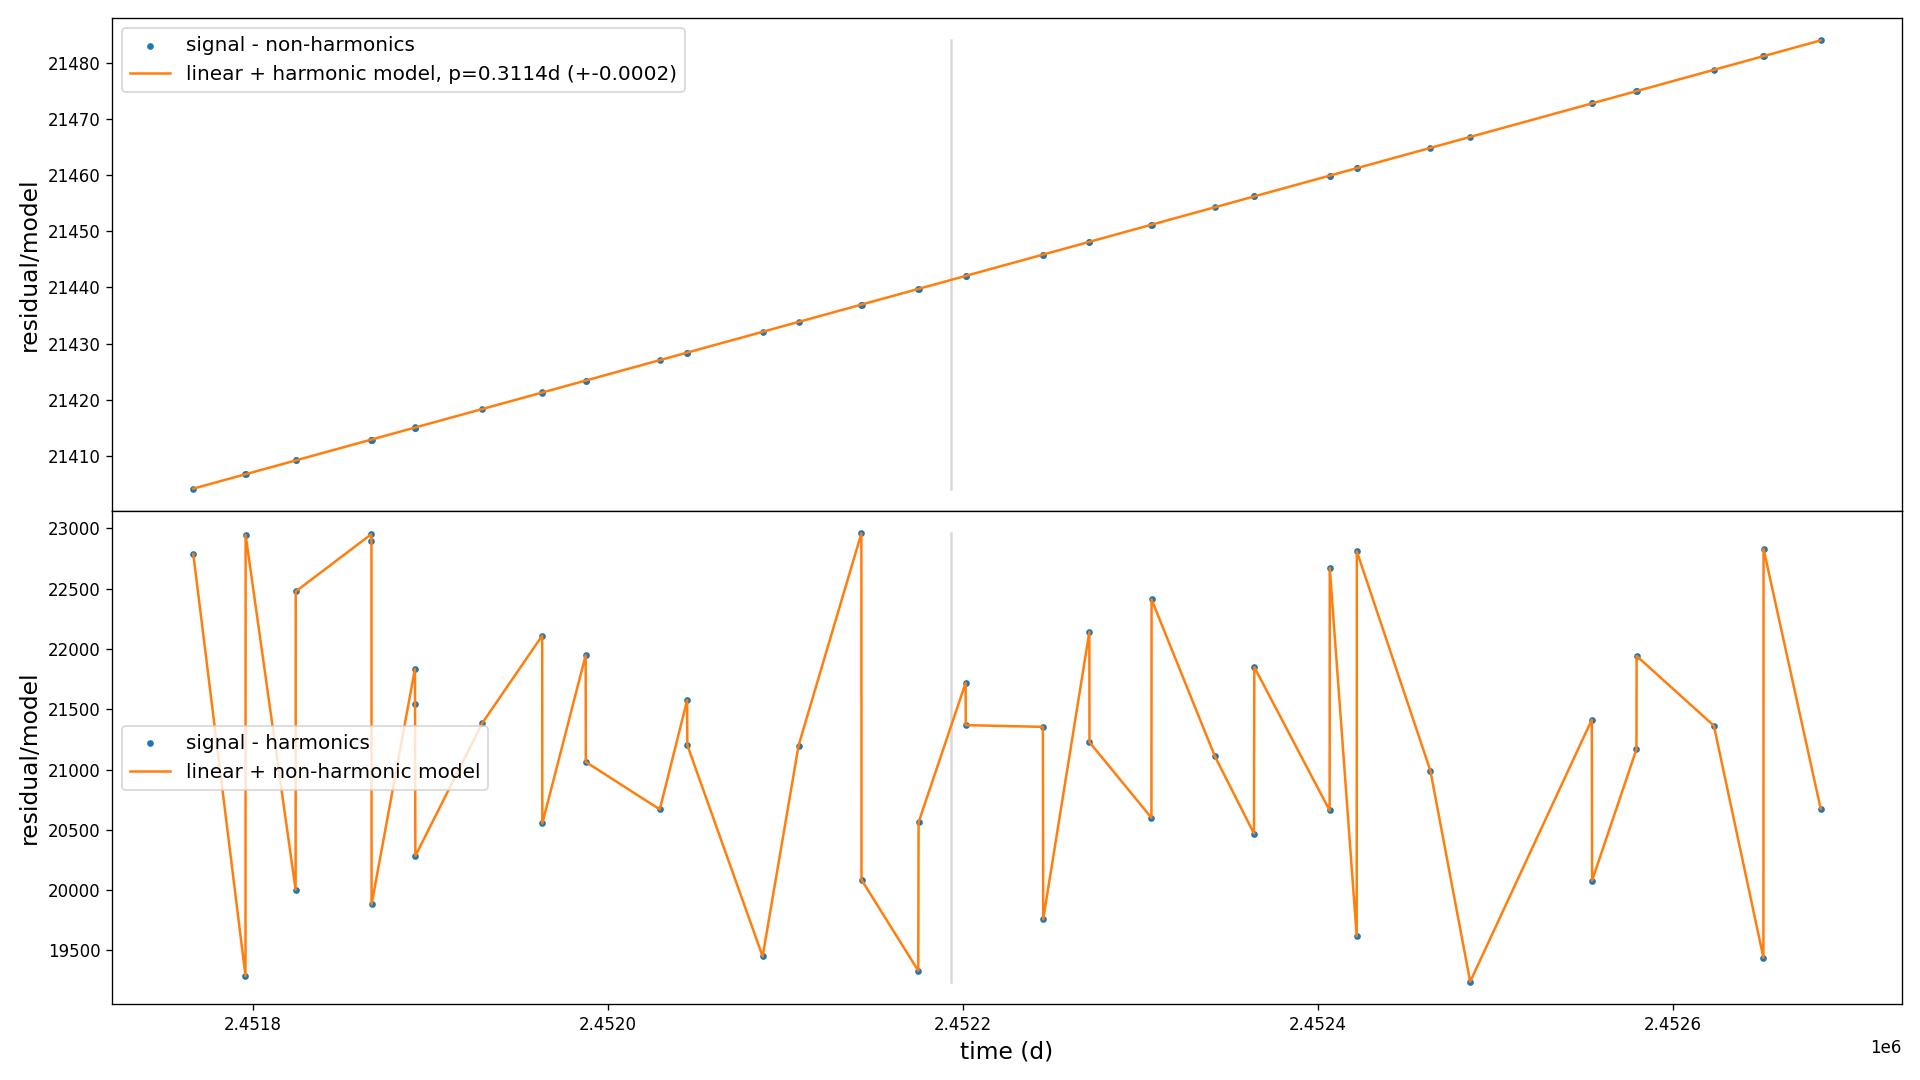 signal - non-harmonics
linear + harmonic model, p=0.3114d (+-0.0002)
21480
21470
21460
21450
21440
21430
21420
21410
residual/model
23000
22500
22000
21500
21000
20500
20000
19500
residual/model
signal - harmonics
linear + non-harmonic model
2.4518 2.4520 2.4522 2.4524 2.4526
1e6
time (d)